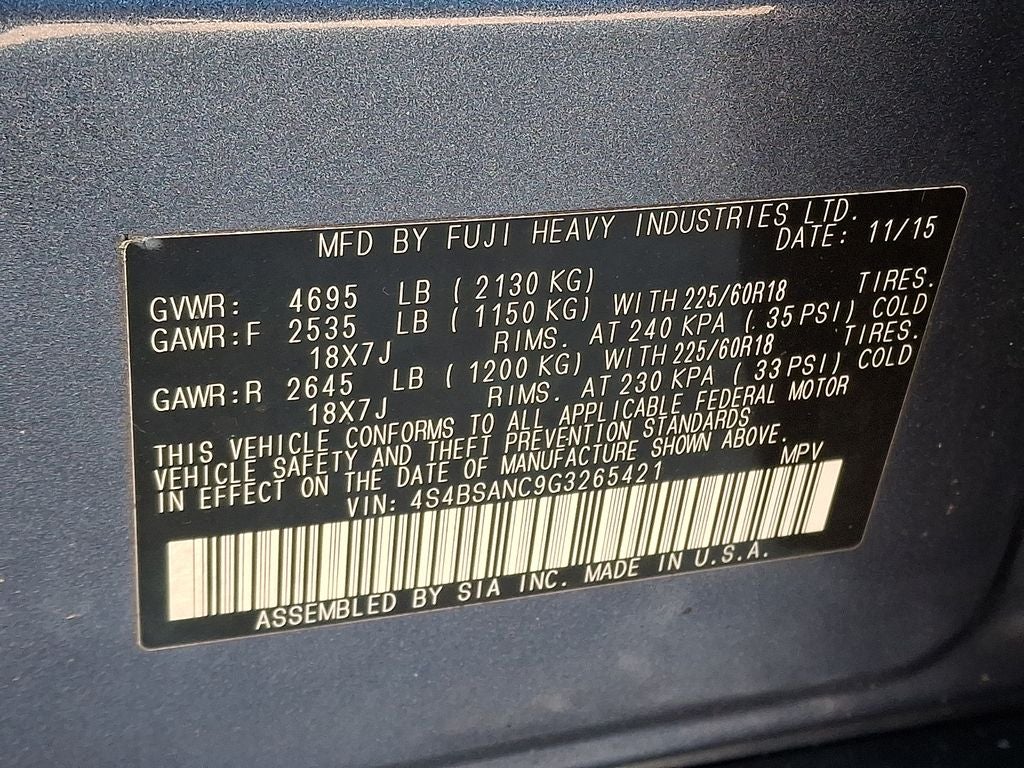 MFD BY FUJI HEAVY INDUSTRIES LTD.
DATE: 11/15
GVWR: 4695 LB ( 2130 KG)
GAWR:F 2535 LB ( 1150 KG) WITH 225/60R18 TIRES.
18X7J RIMS. AT 240 KPA ( 35 PSI) COLD
GAWR:R 2645 LB ( 1200 KG) WITH 225/60R18 TIRES.
18X7J RIMS. AT 230 KPA ( 33 PSI) COLD
THIS VEHICLE CONFORMS TO ALL APPLICABLE FEDERAL MOTOR
VEHICLE SAFETY AND THEFT PREVENTION STANDARDS
IN EFFECT ON THE DATE OF MANUFACTURE SHOWN ABOVE.
VIN: 4S4BSANC9G3265421 MPV
ASSEMBLED BY SIA INC. MADE IN U.S.A.